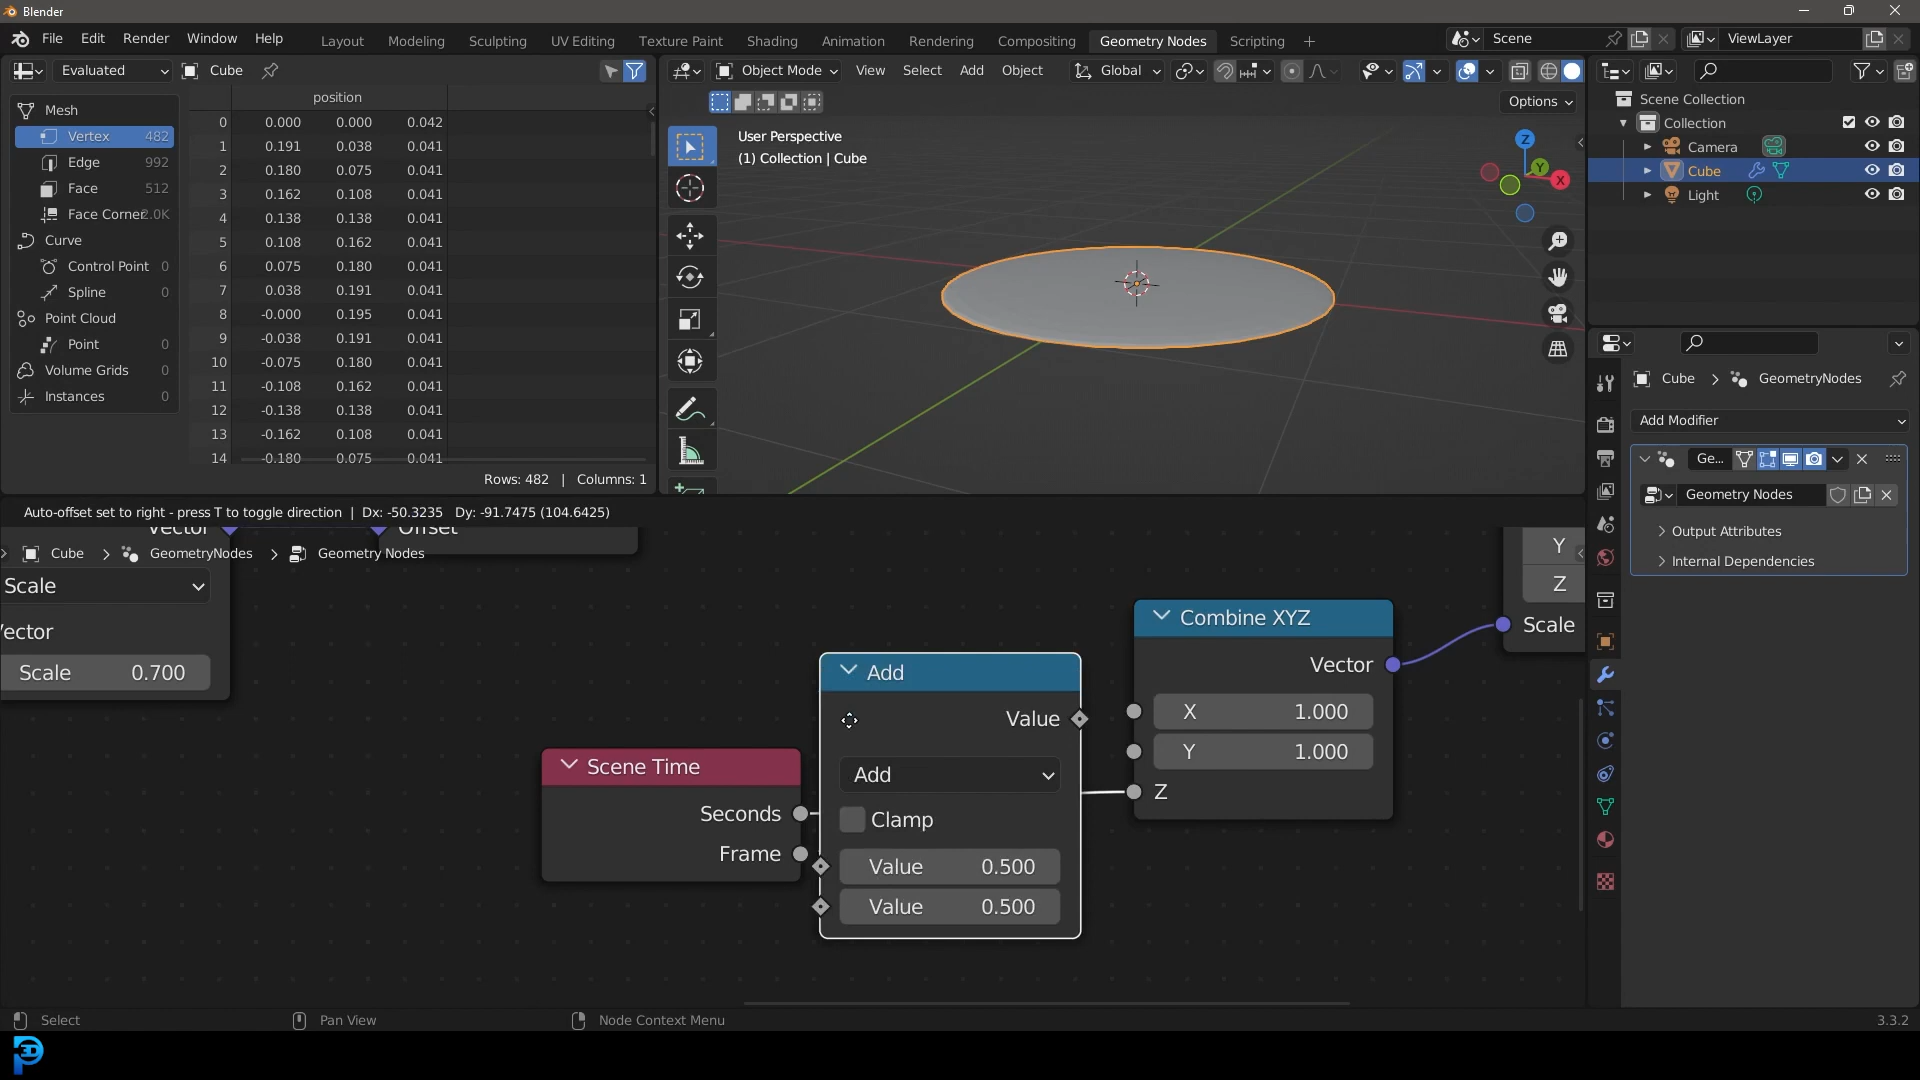 Blender
File Edit Render Window Help
Layout Modeling Sculpting UV Editing Texture Paint Shading Animation Rendering Compositing Geometry Nodes Scripting +
Scene
ViewLayer
Evaluated
Cube
Object Mode View Select Add Object
Global
Options
Mesh
Vertex 482
Edge 992
Face 512
Face Corner 2.0K
Curve
Control Point 0
Spline 0
Point Cloud
Point 0
Volume Grids 0
Instances 0
position
0 0.000 0.000 0.042
1 0.191 0.038 0.041
2 0.180 0.075 0.041
3 0.162 0.108 0.041
4 0.138 0.138 0.041
5 0.108 0.162 0.041
6 0.075 0.180 0.041
7 0.038 0.191 0.041
8 -0.000 0.195 0.041
9 -0.038 0.191 0.041
10 -0.075 0.180 0.041
11 -0.108 0.162 0.041
12 -0.138 0.138 0.041
13 -0.162 0.108 0.041
14 -0.180 0.075 0.041
Rows: 482 | Columns: 1
User Perspective
(1) Collection | Cube
Z
Y
X
Scene Collection
Collection
Camera
Cube
Light
Cube > GeometryNodes
Add Modifier
Ge...
Geometry Nodes
Output Attributes
Internal Dependencies
Auto-offset set to right - press T to toggle direction | Dx: -50.3235 Dy: -91.7475 (104.6425)
Vector
Offset
Cube > GeometryNodes > Geometry Nodes
Scale
Vector
Scale 0.700
Scene Time
Seconds
Frame
Add
Value
Add
Clamp
Value 0.500
Value 0.500
Combine XYZ
Vector
X 1.000
Y 1.000
Z
Y
Z
Scale
Select
Pan View
Node Context Menu
3.3.2